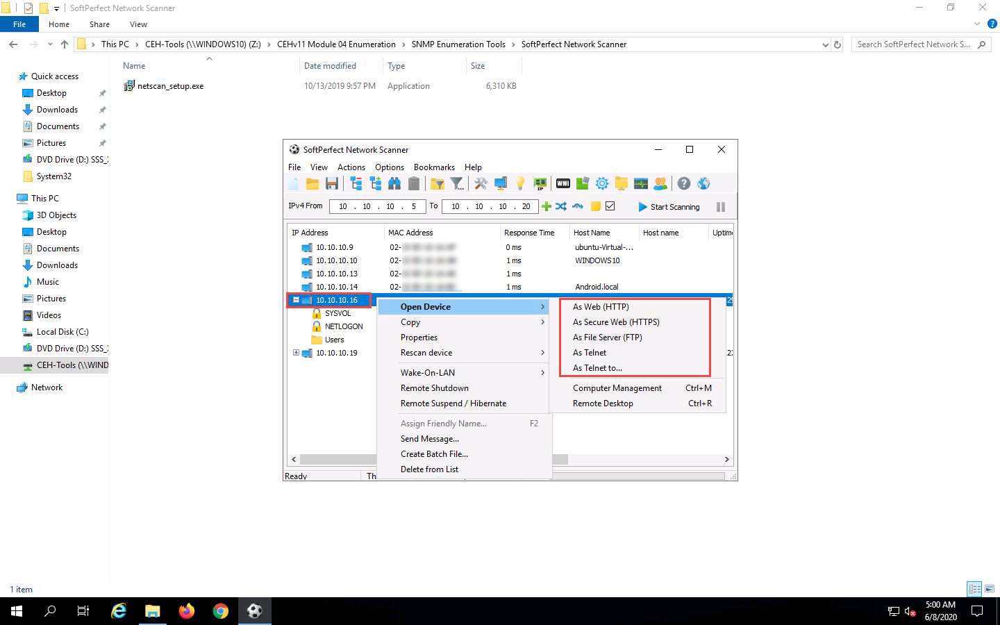 SoftPerfect Network Scanner
File Home Share View
This PC > CEH-Tools (\\WINDOWS10) (Z:) > CEHv11 Module 04 Enumeration > SNMP Enumeration Tools > SoftPerfect Network Scanner
Search SoftPerfect Network S...
Name Date modified Type Size
netscan_setup.exe 10/13/2019 9:57 PM Application 6,310 KB
Quick access
Desktop
Downloads
Documents
Pictures
DVD Drive (D:) SSS_
System32
This PC
3D Objects
Desktop
Documents
Downloads
Music
Pictures
Videos
Local Disk (C:)
DVD Drive (D:) SSS_
CEH-Tools (\\WIND
Network
SoftPerfect Network Scanner
File View Actions Options Bookmarks Help
WMI IP
IPv4 From 10 . 10 . 10 . 5 To 10 . 10 . 10 . 20 Start Scanning
IP Address MAC Address Response Time Host Name Host name Uptim
10.10.10.9 02- 0 ms ubuntu-Virtual-...
10.10.10.10 02- 1 ms WINDOWS10
10.10.10.13 02- 1 ms
10.10.10.14 02- 1 ms Android.local
10.10.10.16
SYSVOL
NETLOGON
Users
10.10.10.19
Open Device
Copy
Properties
Rescan device
Wake-On-LAN
Remote Shutdown
Remote Suspend / Hibernate
Assign Friendly Name... F2
Send Message...
Create Batch File...
Delete from List
As Web (HTTP)
As Secure Web (HTTPS)
As File Server (FTP)
As Telnet
As Telnet to...
Computer Management Ctrl+M
Remote Desktop Ctrl+R
Ready Th
1 item
5:00 AM
6/8/2020